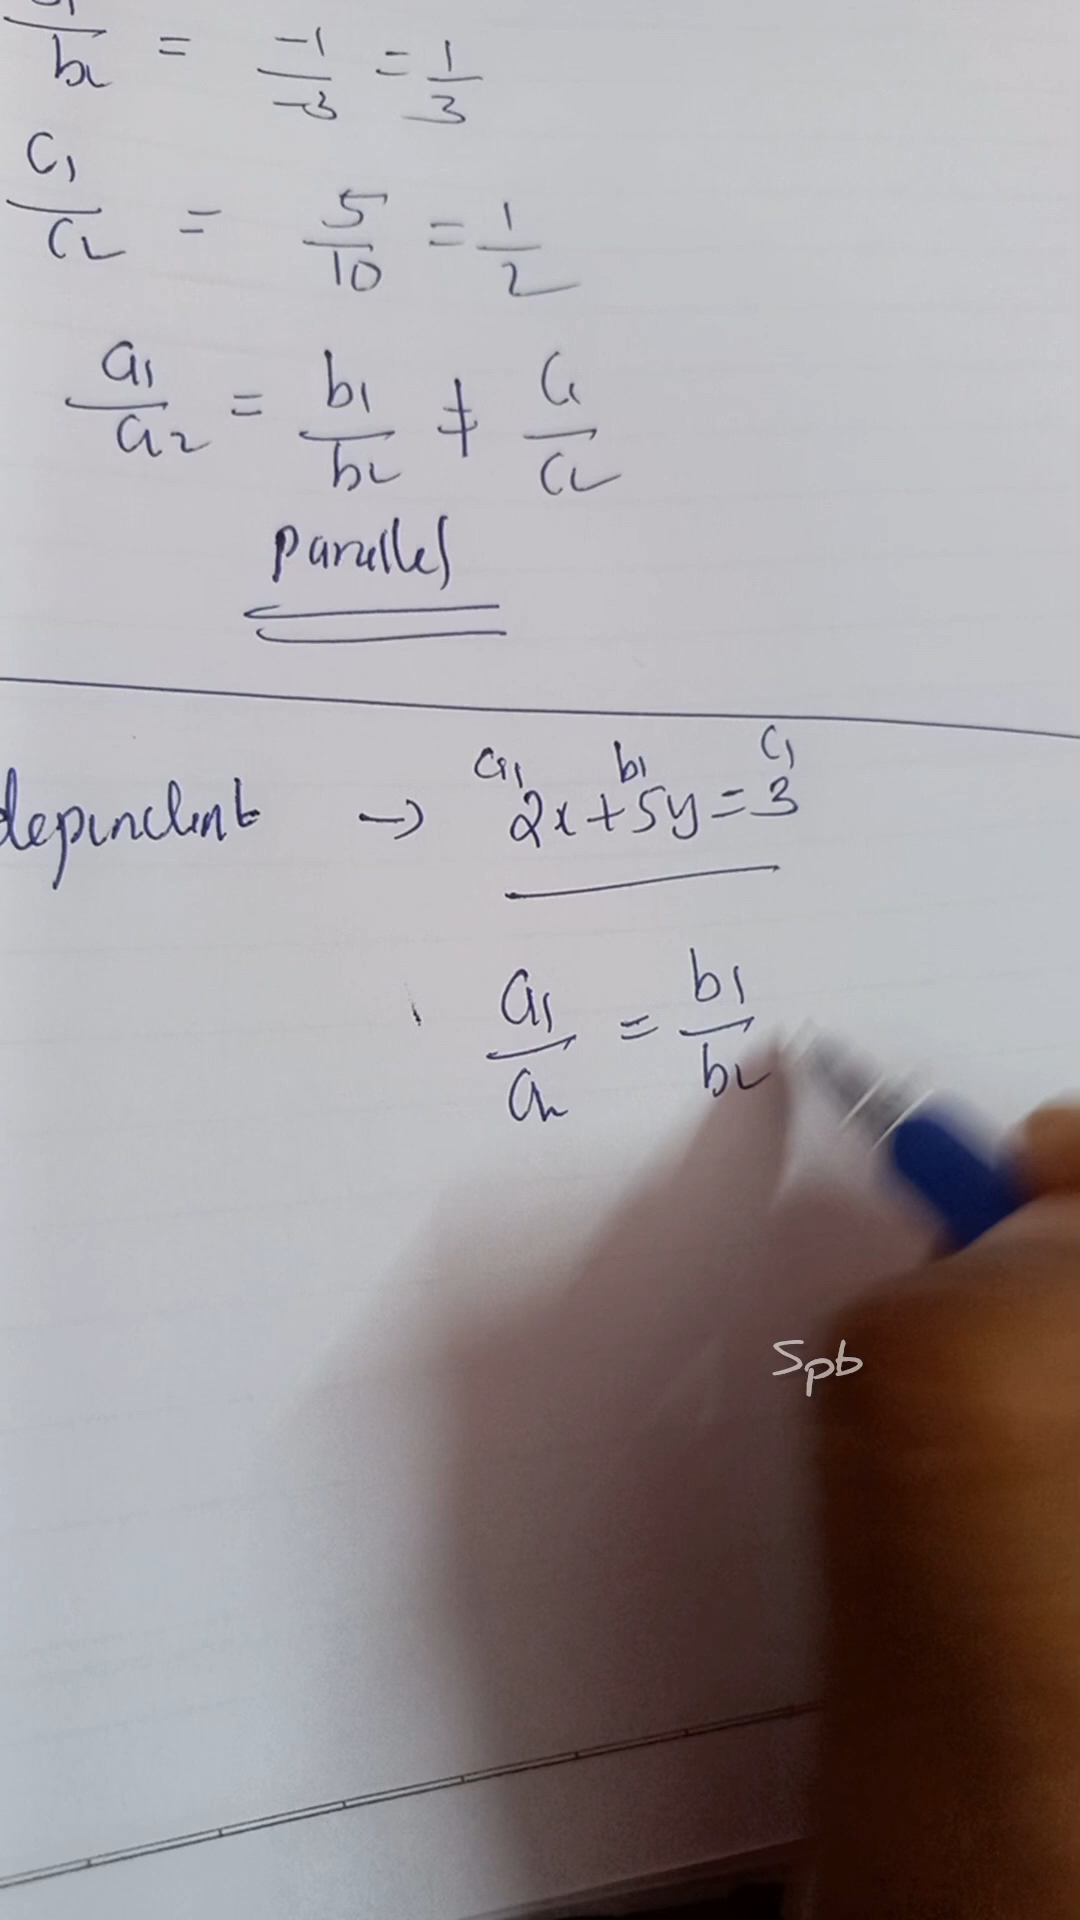 b₂ = -1/-3 = 1/3
c₁/c₂ = 5/10 = 1/2
a₁/a₂ = b₁/b₂ ≠ c₁/c₂
parallel
a₁ b₁ c₁
dependent → 2x+5y=3
a₁/a₂ = b₁/b₂
Spb